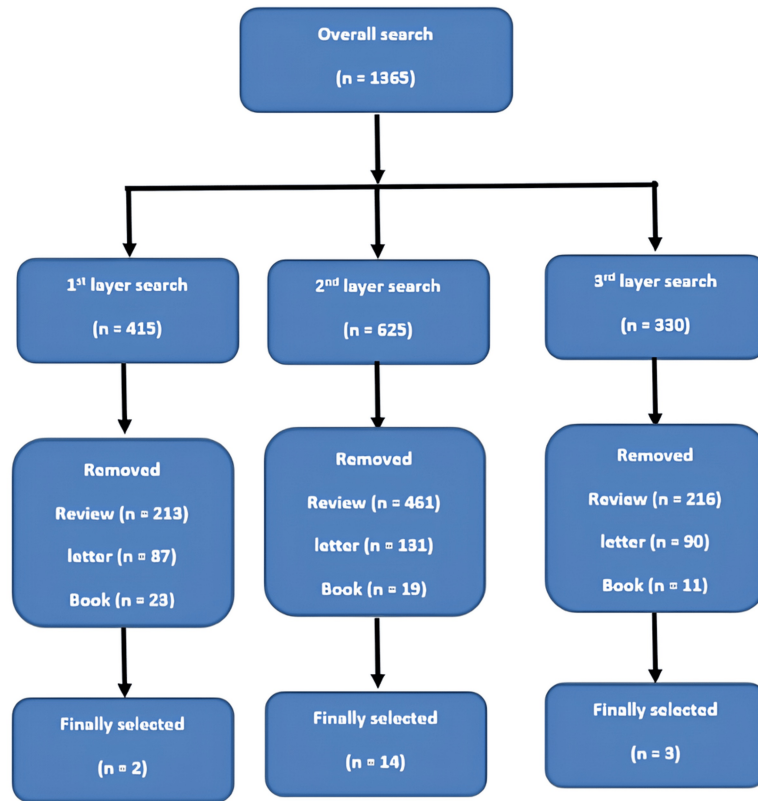 Overall search
(n = 1365)
1st layer search
(n = 415)
2nd layer search
(n = 625)
3rd layer search
(n = 330)
Removed
Review (n = 213)
letter (n = 87)
Book (n = 23)
Removed
Review (n = 461)
letter (n = 131)
Book (n = 19)
Removed
Review (n = 216)
letter (n = 90)
Book (n = 11)
Finally selected
(n = 2)
Finally selected
(n = 14)
Finally selected
(n = 3)